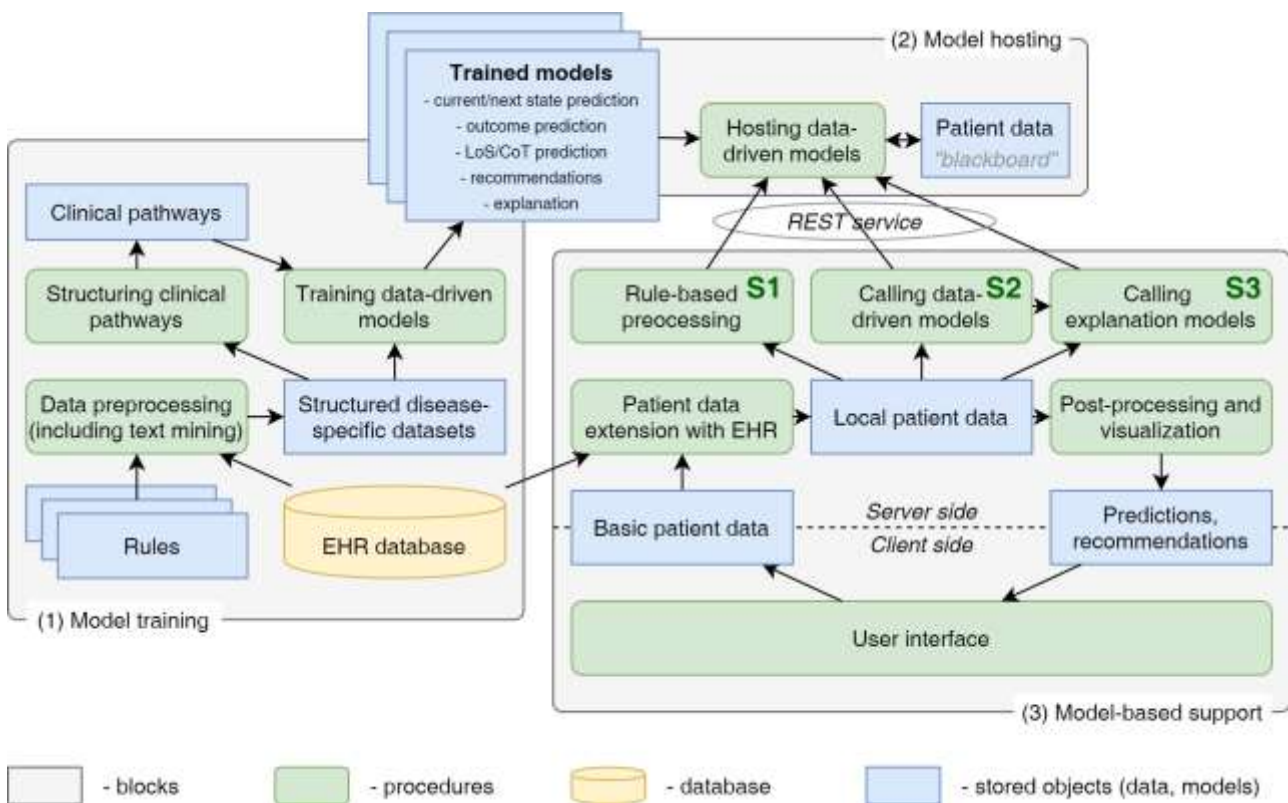 (2) Model hosting
Trained models
- current/next state prediction
- outcome prediction
- LoS/CoT prediction
- recommendations
- explanation
Hosting data-
driven models
Patient data
"blackboard"
REST service
Clinical pathways
Structuring clinical
pathways
Training data-driven
models
Data preprocessing
(including text mining)
Structured disease-
specific datasets
Rules
EHR database
(1) Model training
Rule-based
preocessing
S1
Calling data-
driven models
S2
Calling
explanation models
S3
Patient data
extension with EHR
Local patient data
Post-processing and
visualization
Basic patient data
Server side
Client side
Predictions,
recommendations
User interface
(3) Model-based support
- blocks
- procedures
- database
- stored objects (data, models)